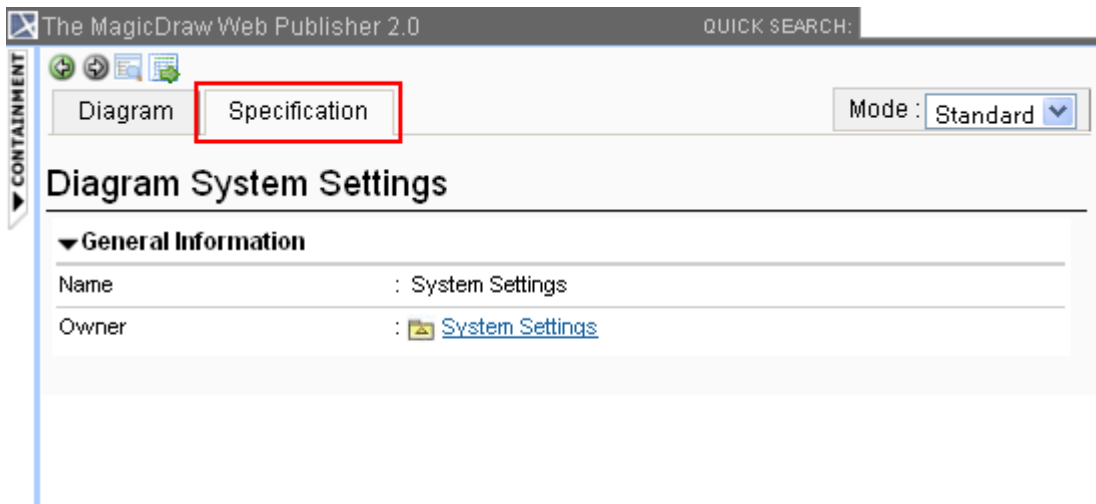 The MagicDraw Web Publisher 2.0 QUICK SEARCH:
CONTAINMENT
Diagram Specification Mode : Standard
Diagram System Settings
General Information
Name : System Settings
Owner : System Settings